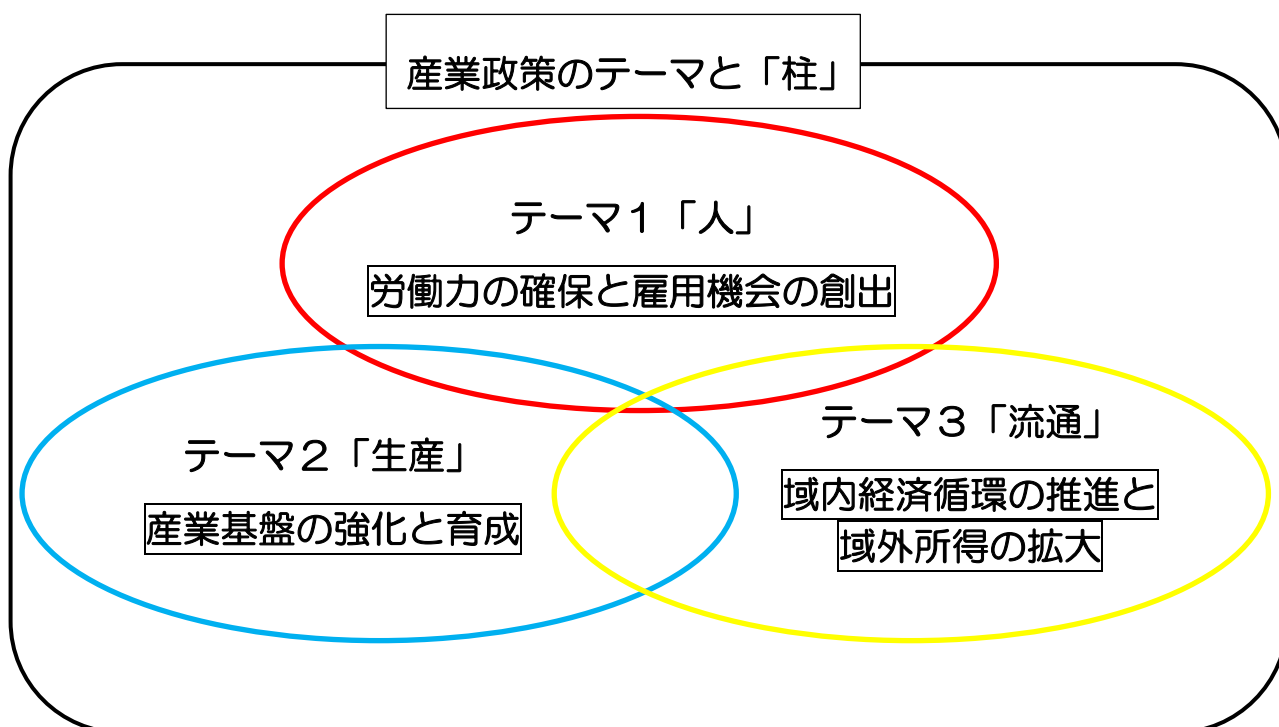 産業政策のテーマと「柱」
テーマ１「人」
労働力の確保と雇用機会の創出
テーマ２「生産」
産業基盤の強化と育成
テーマ３「流通」
域内経済循環の推進と
域外所得の拡大